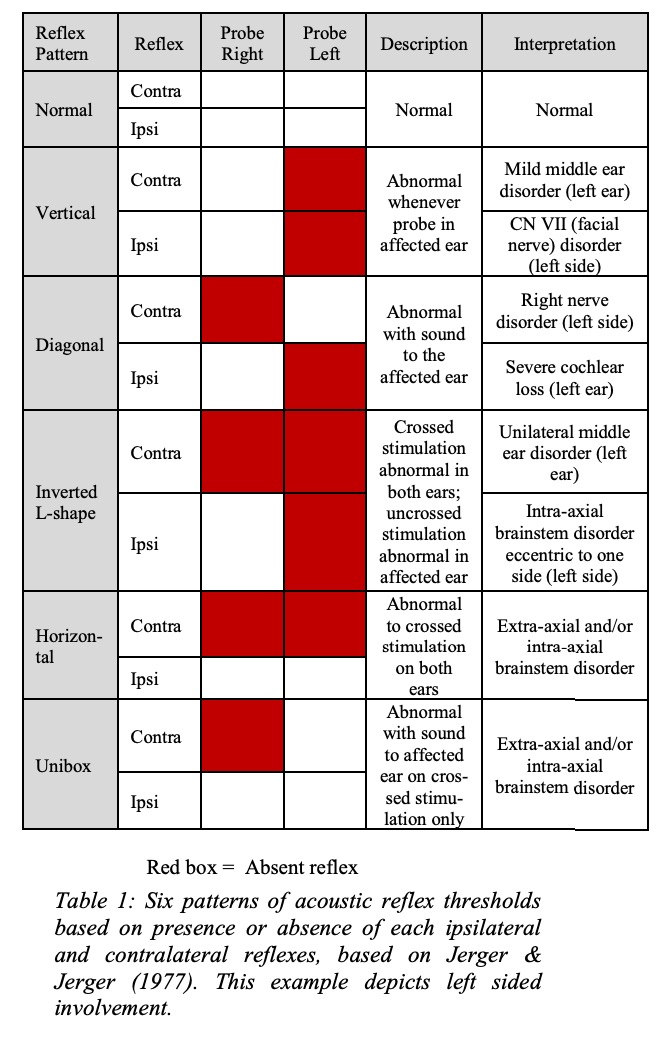 Reflex
Pattern
Reflex
Probe
Right
Probe
Left
Description
Interpretation
Normal
Contra
Ipsi
Normal
Normal
Vertical
Contra
Ipsi
Abnormal
whenever
probe in
affected ear
Mild middle ear
disorder (left ear)
CN VII (facial
nerve) disorder
(left side)
Diagonal
Contra
Ipsi
Abnormal
with sound
to the
affected ear
Right nerve
disorder (left side)
Severe cochlear
loss (left ear)
Inverted
L-shape
Contra
Ipsi
Crossed
stimulation
abnormal in
both ears;
uncrossed
stimulation
abnormal in
affected ear
Unilateral middle
ear disorder (left
ear)
Intra-axial
brainstem disorder
eccentric to one
side (left side)
Horizon-
tal
Contra
Ipsi
Abnormal
to crossed
stimulation
on both
ears
Extra-axial and/or
intra-axial
brainstem disorder
Unibox
Contra
Ipsi
Abnormal
with sound
to affected
ear on cros-
sed stimu-
lation only
Extra-axial and/or
intra-axial
brainstem disorder
Red box = Absent reflex
Table 1: Six patterns of acoustic reflex thresholds
based on presence or absence of each ipsilateral
and contralateral reflexes, based on Jerger &
Jerger (1977). This example depicts left sided
involvement.